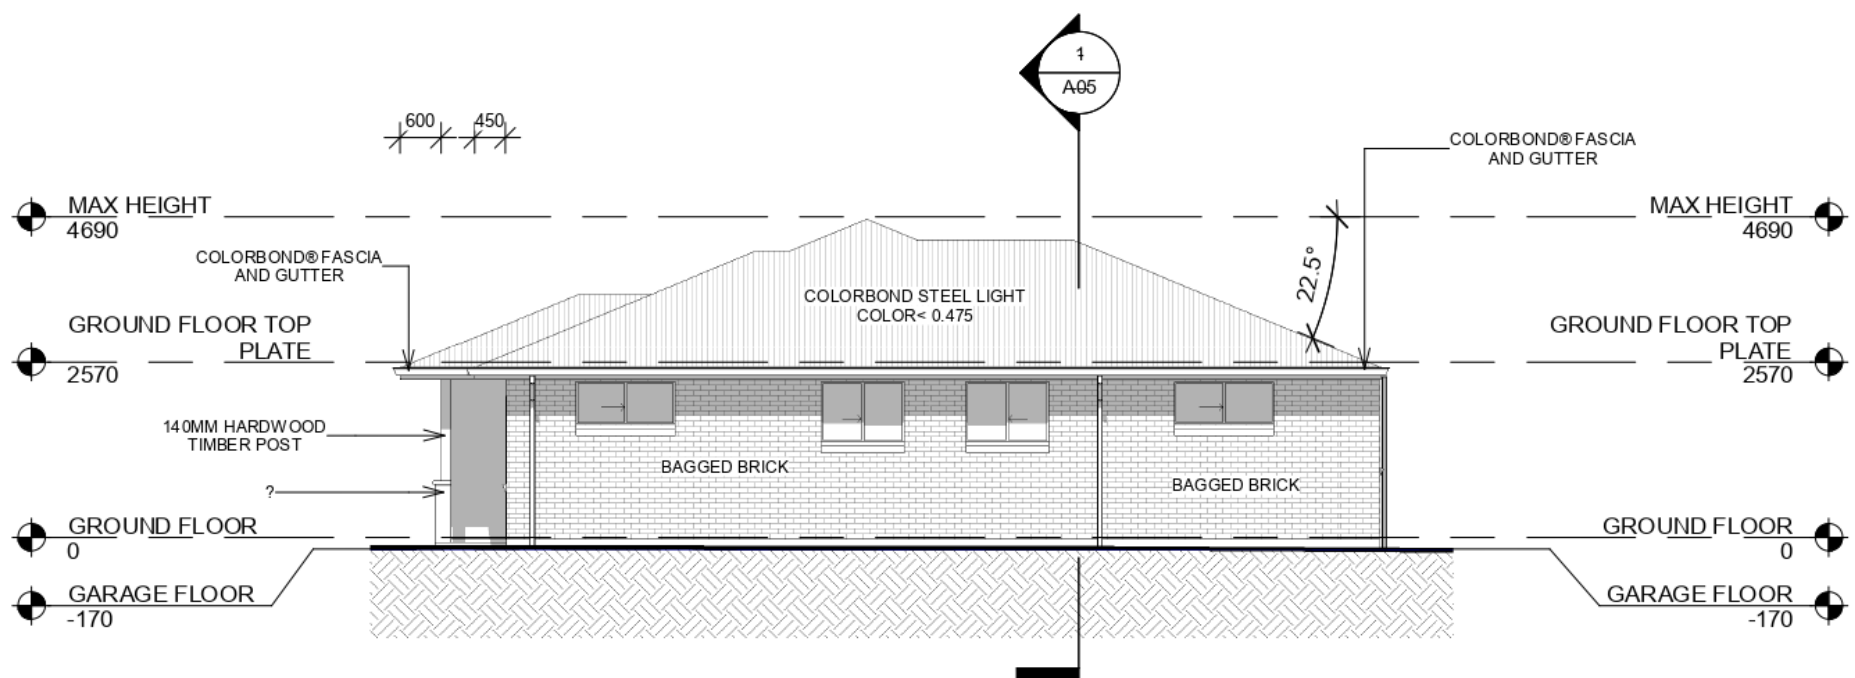 1
A05
600
450
COLORBOND® FASCIA
AND GUTTER
MAX HEIGHT
4690
MAX HEIGHT
4690
COLORBOND® FASCIA
AND GUTTER
22.5°
COLORBOND STEEL LIGHT
COLOR< 0.475
GROUND FLOOR TOP
PLATE
2570
GROUND FLOOR TOP
PLATE
2570
140MM HARDWOOD
TIMBER POST
BAGGED BRICK
BAGGED BRICK
?
GROUND FLOOR
0
GROUND FLOOR
0
GARAGE FLOOR
-170
GARAGE FLOOR
-170